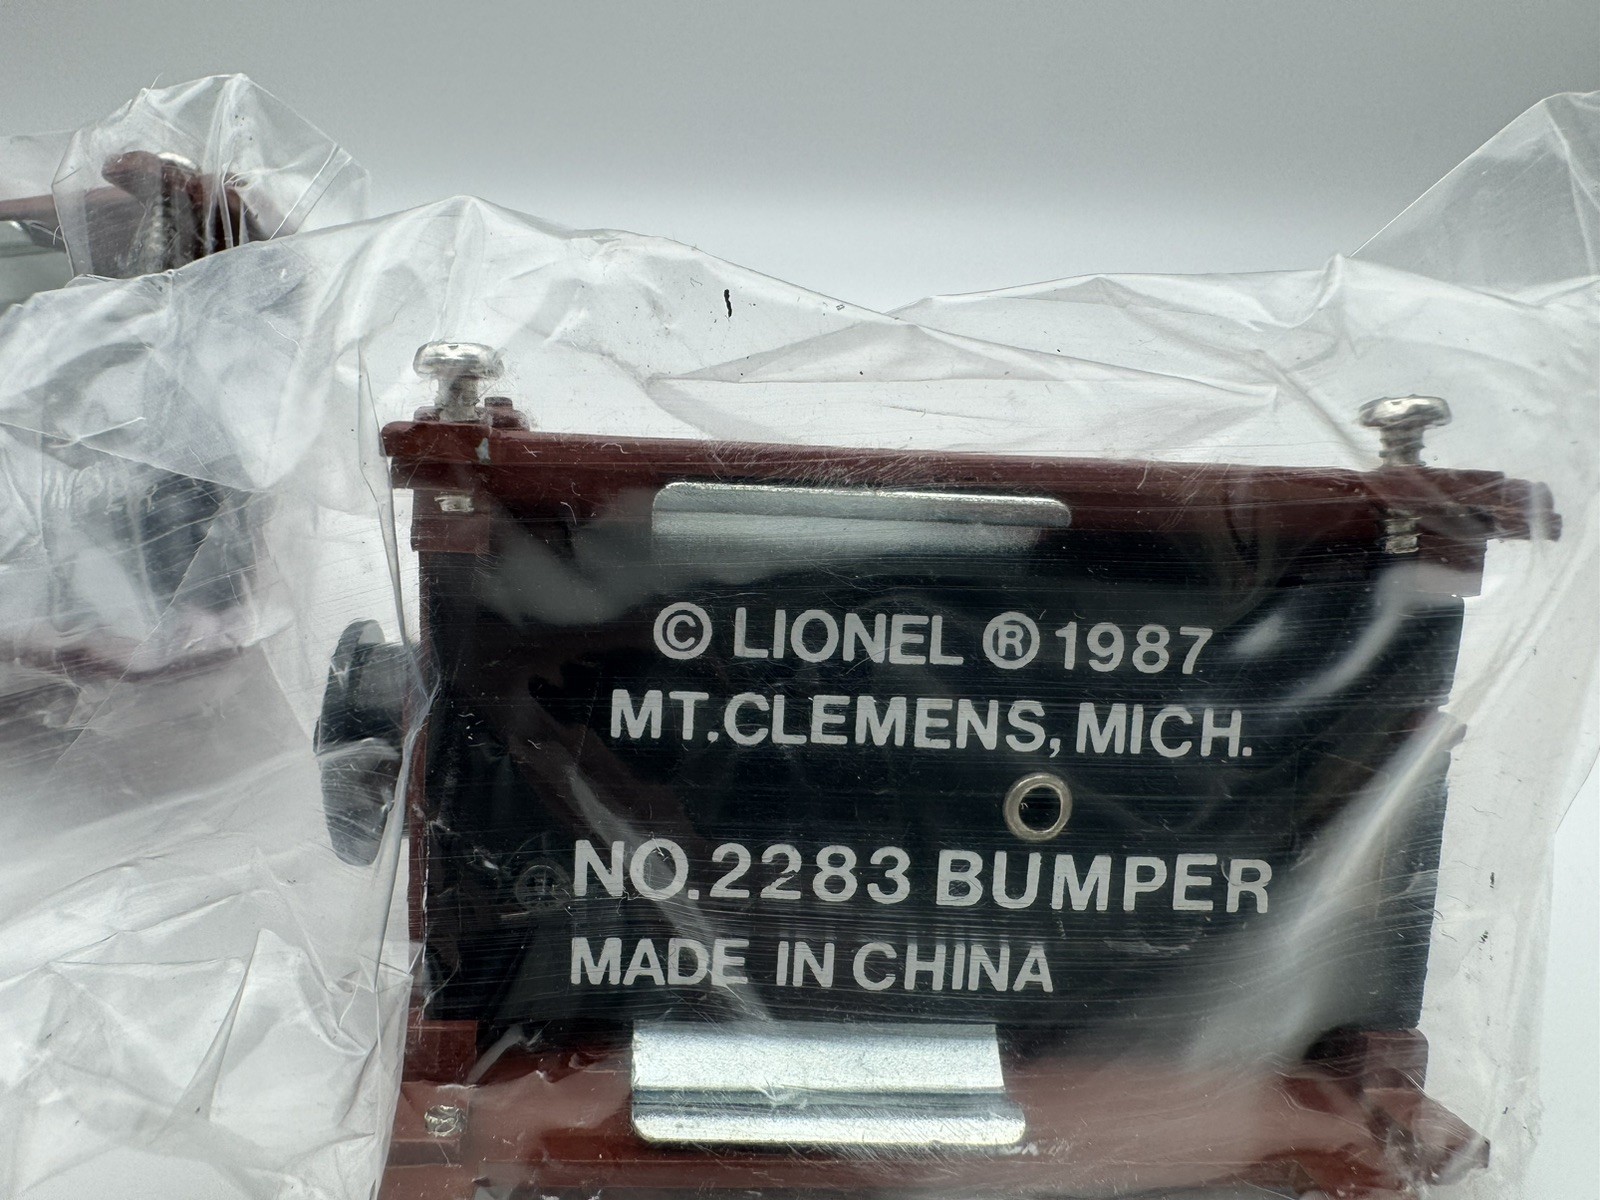 © LIONEL ® 1987
MT.CLEMENS, MICH.
NO.2283 BUMPER
MADE IN CHINA